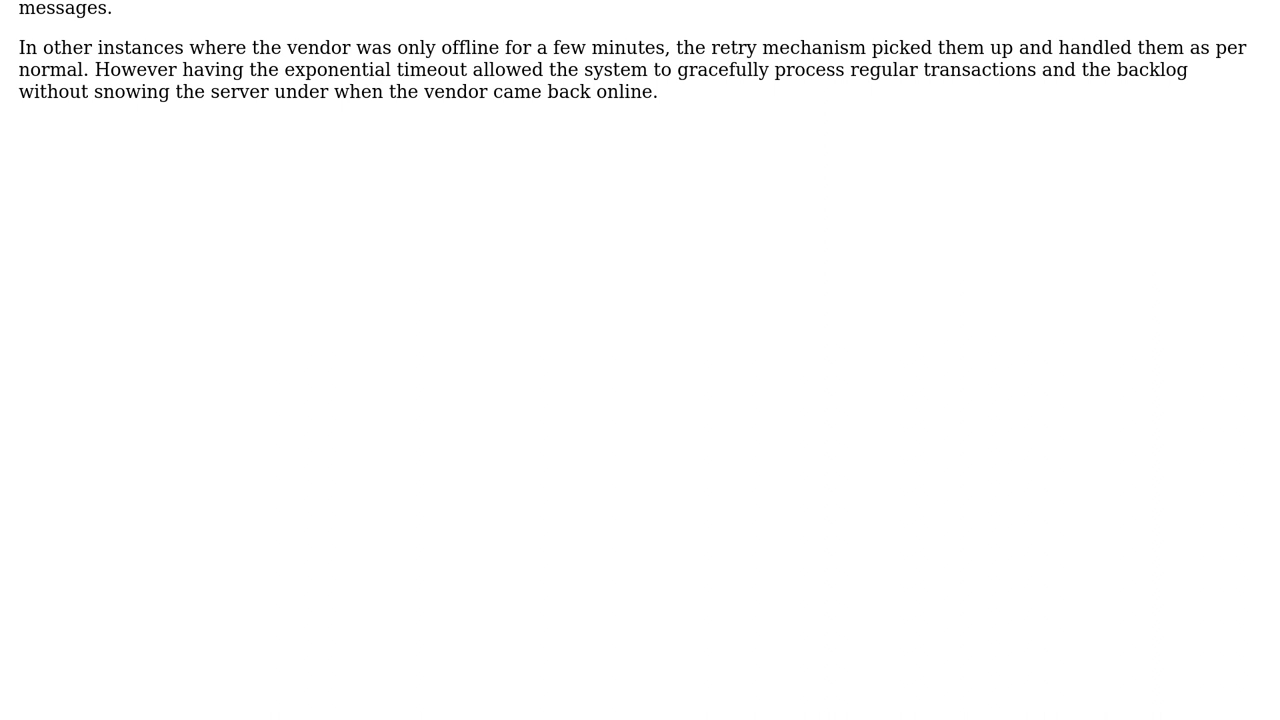 messages.
In other instances where the vendor was only offline for a few minutes, the retry mechanism picked them up and handled them as per
normal. However having the exponential timeout allowed the system to gracefully process regular transactions and the backlog
without snowing the server under when the vendor came back online.